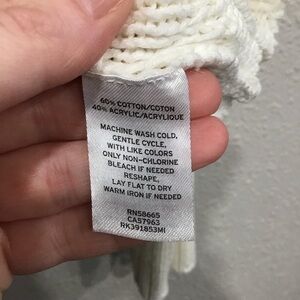 60% COTTON/COTON
40% ACRYLIC/ACRYLIQUE
MACHINE WASH COLD,
GENTLE CYCLE,
WITH LIKE COLORS
ONLY NON-CHLORINE
BLEACH IF NEEDED
RESHAPE,
LAY FLAT TO DRY
WARM IRON IF NEEDED
RN58665
CA57963
RK391853MI